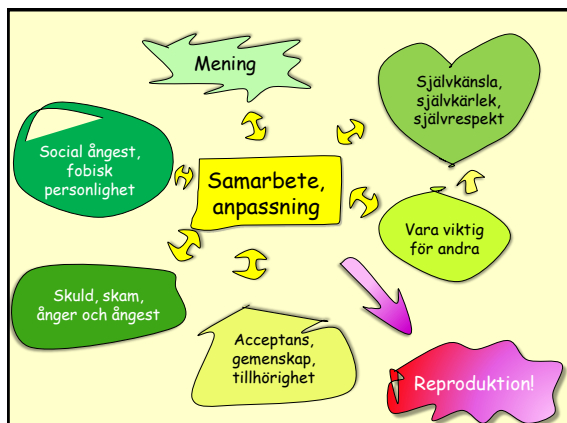 Mening
Självkänsla,
självkärlek,
självrespekt
Social ångest,
fobisk
personlighet
Samarbete,
anpassning
Vara viktig
för andra
Skuld, skam,
ånger och ångest
Acceptans,
gemenskap,
tillhörighet
Reproduktion!